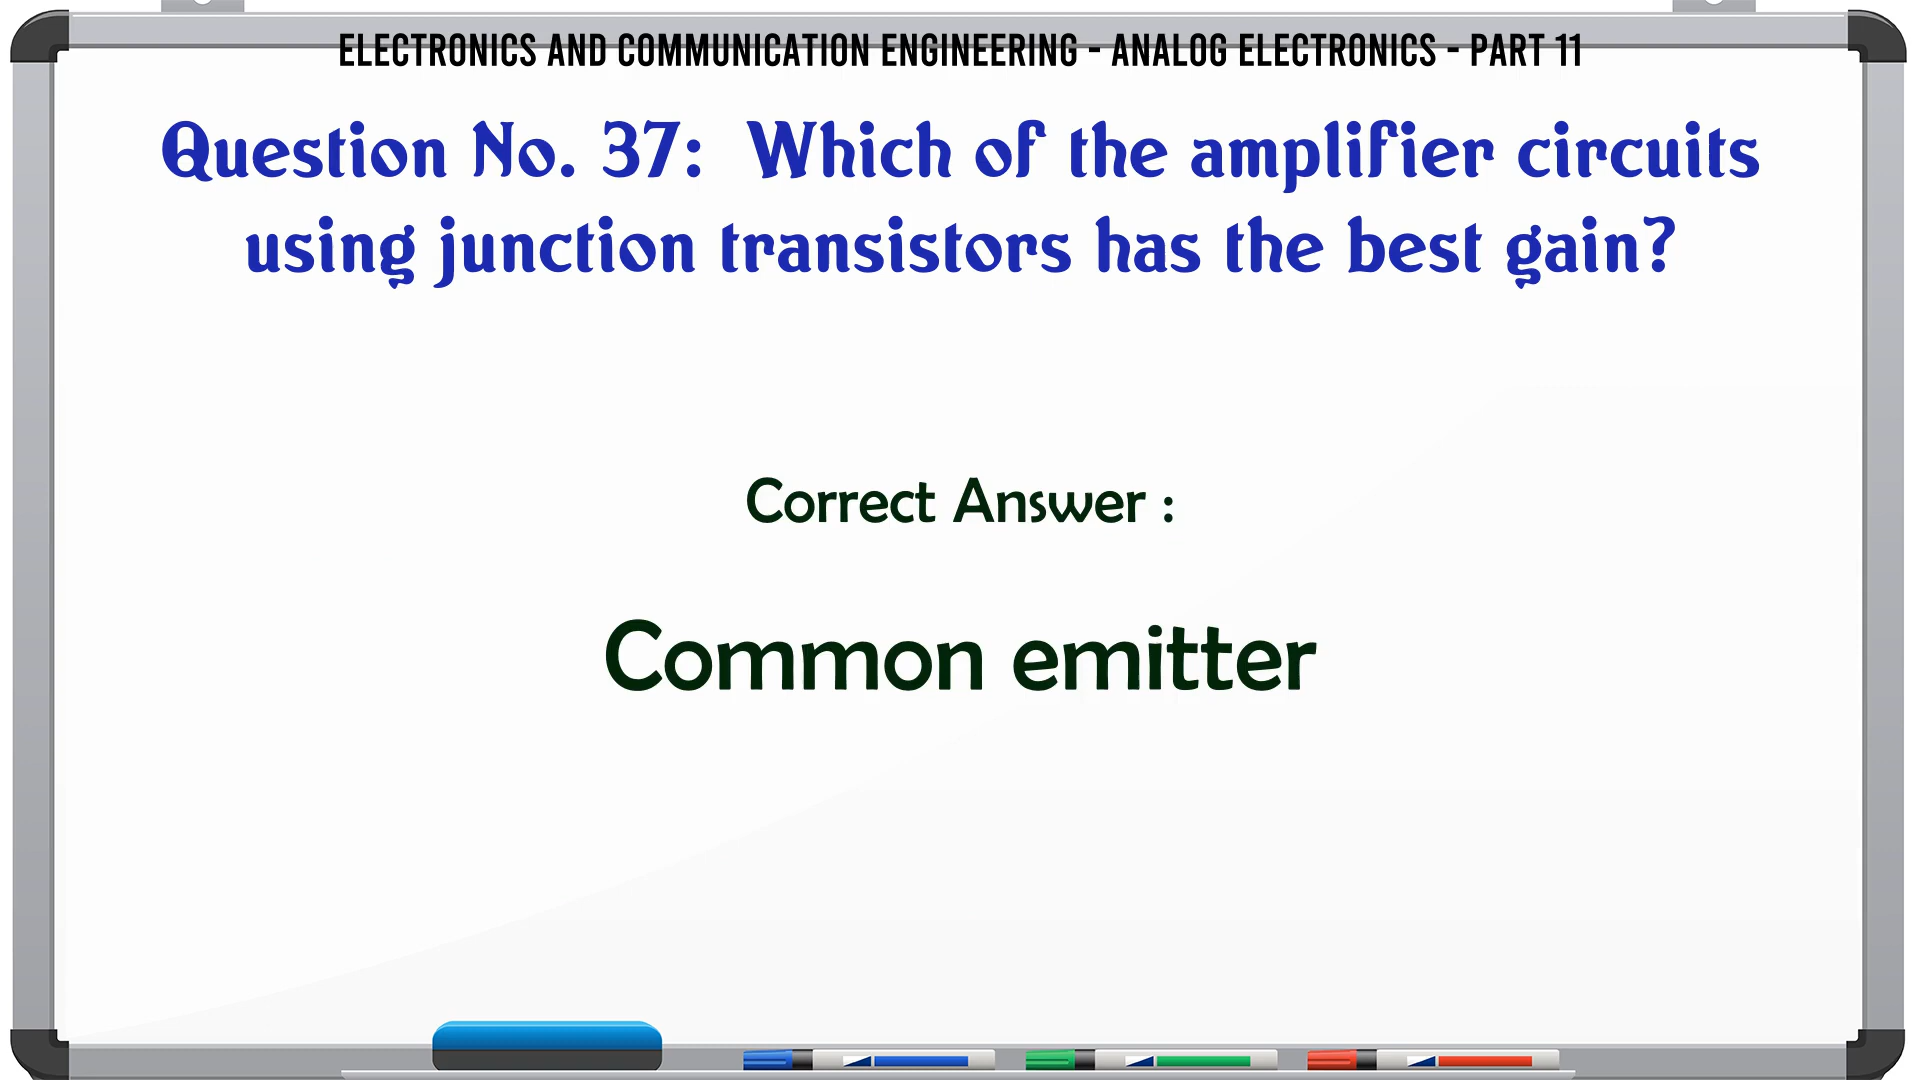 ELECTRONICS AND COMMUNICATION ENGINEERING - ANALOG ELECTRONICS - PART 11
Question No. 37: Which of the amplifier circuits
using junction transistors has the best gain?
Correct Answer :
Common emitter